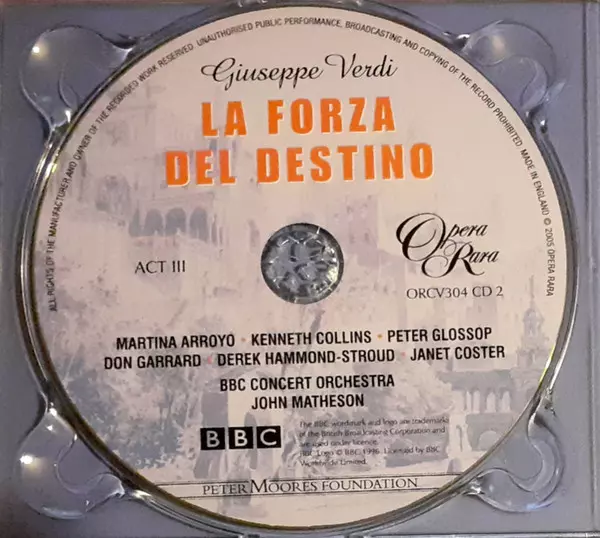 ALL RIGHTS OF THE MANUFACTURER AND OWNER OF THE RECORDED WORK RESERVED. UNAUTHORISED PUBLIC PERFORMANCE, BROADCASTING AND COPYING OF THE RECORD PROHIBITED. MADE IN ENGLAND © 2005 OPERA RARA
Giuseppe Verdi
LA FORZA
DEL DESTINO
Opera
Rara
ACT III
ORCV304 CD 2
MARTINA ARROYO · KENNETH COLLINS · PETER GLOSSOP
DON GARRARD · DEREK HAMMOND-STROUD · JANET COSTER
BBC CONCERT ORCHESTRA
JOHN MATHESON
BBC
The BBC wordmark and logo are trademarks
of the British Broadcasting Corporation and
are used under licence.
BBC Logo © BBC 1996. Licensed by BBC
Worldwide Limited.
PETER MOORES FOUNDATION